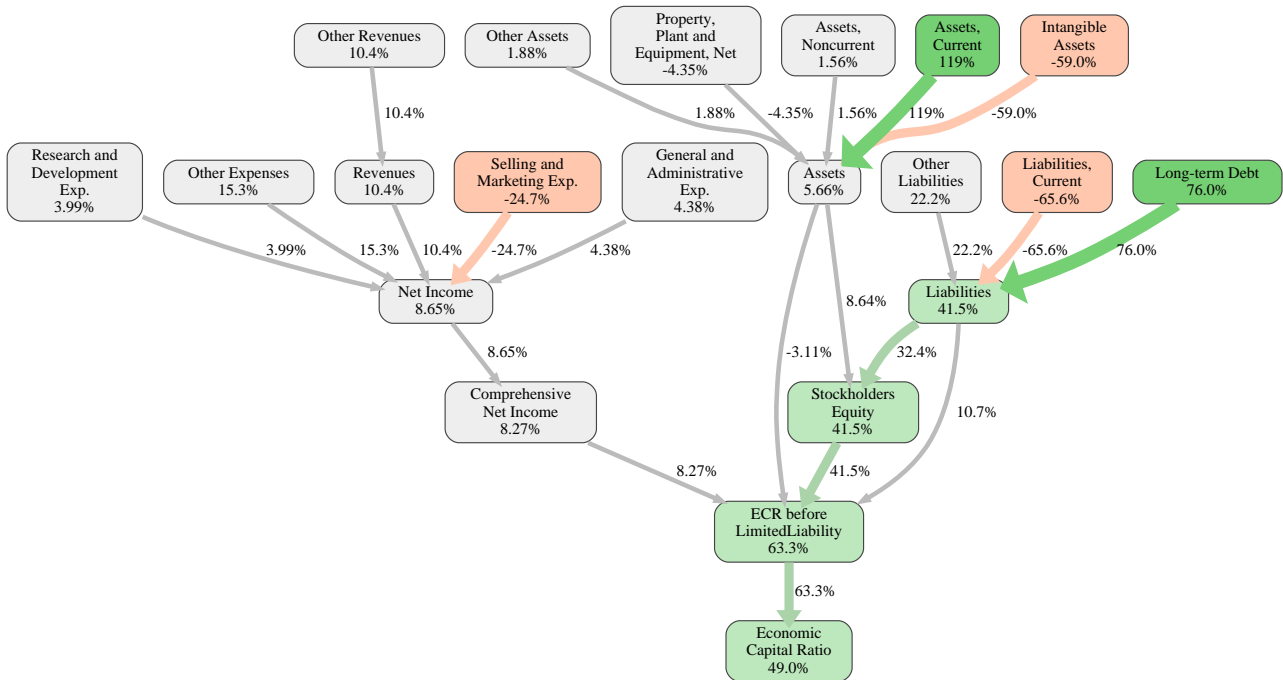 Other Revenues
10.4%
Other Assets
1.88%
Property,
Plant and
Equipment, Net
-4.35%
Assets,
Noncurrent
1.56%
Assets,
Current
119%
Intangible
Assets
-59.0%
10.4%
1.88%
-4.35%
1.56%
119%
-59.0%
Research and
Development
Exp.
3.99%
Other Expenses
15.3%
Revenues
10.4%
Selling and
Marketing Exp.
-24.7%
General and
Administrative
Exp.
4.38%
Assets
5.66%
Other
Liabilities
22.2%
Liabilities,
Current
-65.6%
Long-term Debt
76.0%
3.99%
15.3%
10.4%
-24.7%
4.38%
22.2%
-65.6%
76.0%
Net Income
8.65%
Liabilities
41.5%
8.65%
-3.11%
8.64%
32.4%
10.7%
Comprehensive
Net Income
8.27%
Stockholders
Equity
41.5%
8.27%
41.5%
ECR before
LimitedLiability
63.3%
63.3%
Economic
Capital Ratio
49.0%